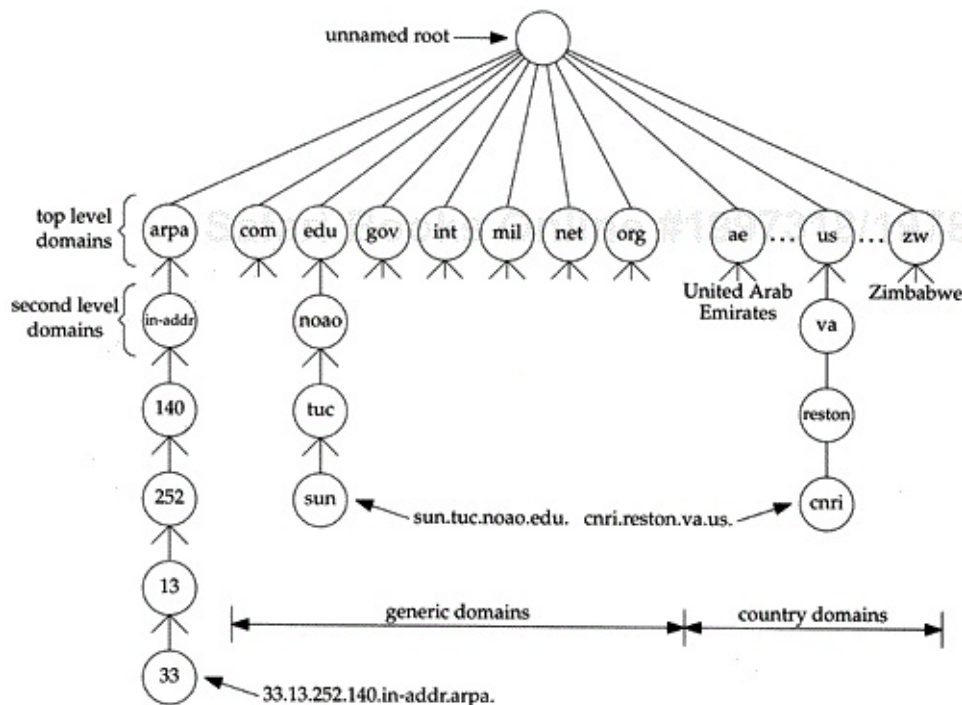 unnamed root
top level
domains
arpa com edu gov int mil net org ae ... us ... zw
United Arab
Emirates
Zimbabwe
second level
domains
in-addr noao va
140 tuc reston
252 sun cnri
sun.tuc.noao.edu. cnri.reston.va.us.
13
generic domains country domains
33
33.13.252.140.in-addr.arpa.